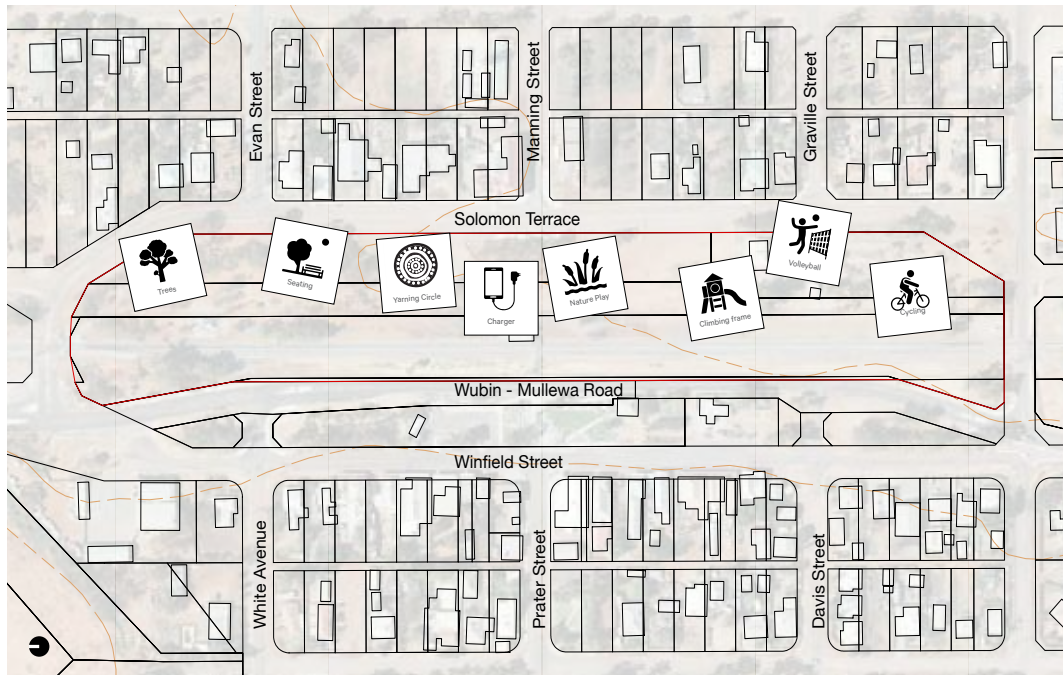 Evan Street
Manning Street
Graville Street
Solomon Terrace
Trees
Seating
Yarning Circle
Charger
Nature Play
Climbing frame
Volleyball
Cycling
Wubin - Mullewa Road
Winfield Street
White Avenue
Prater Street
Davis Street